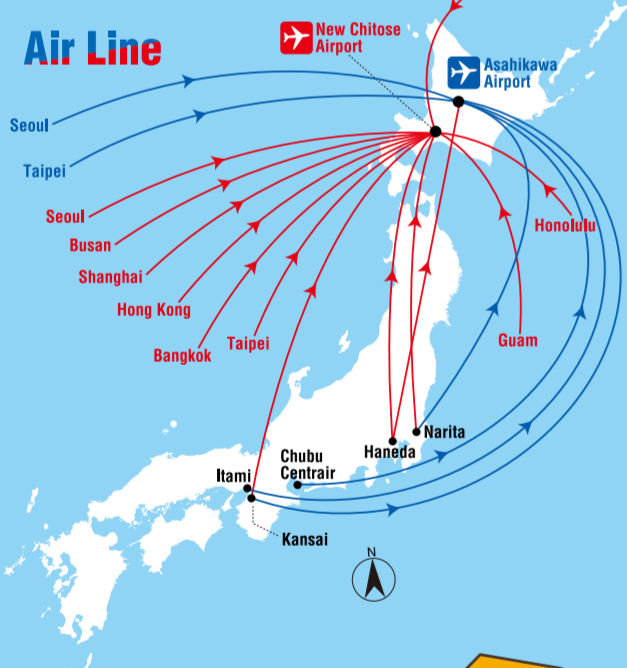 Air Line
New Chitose
Airport
Asahikawa
Airport
Seoul
Taipei
Seoul
Busan
Shanghai
Hong Kong
Bangkok
Taipei
Honolulu
Guam
Narita
Haneda
Chubu
Centrair
Itami
Kansai
N